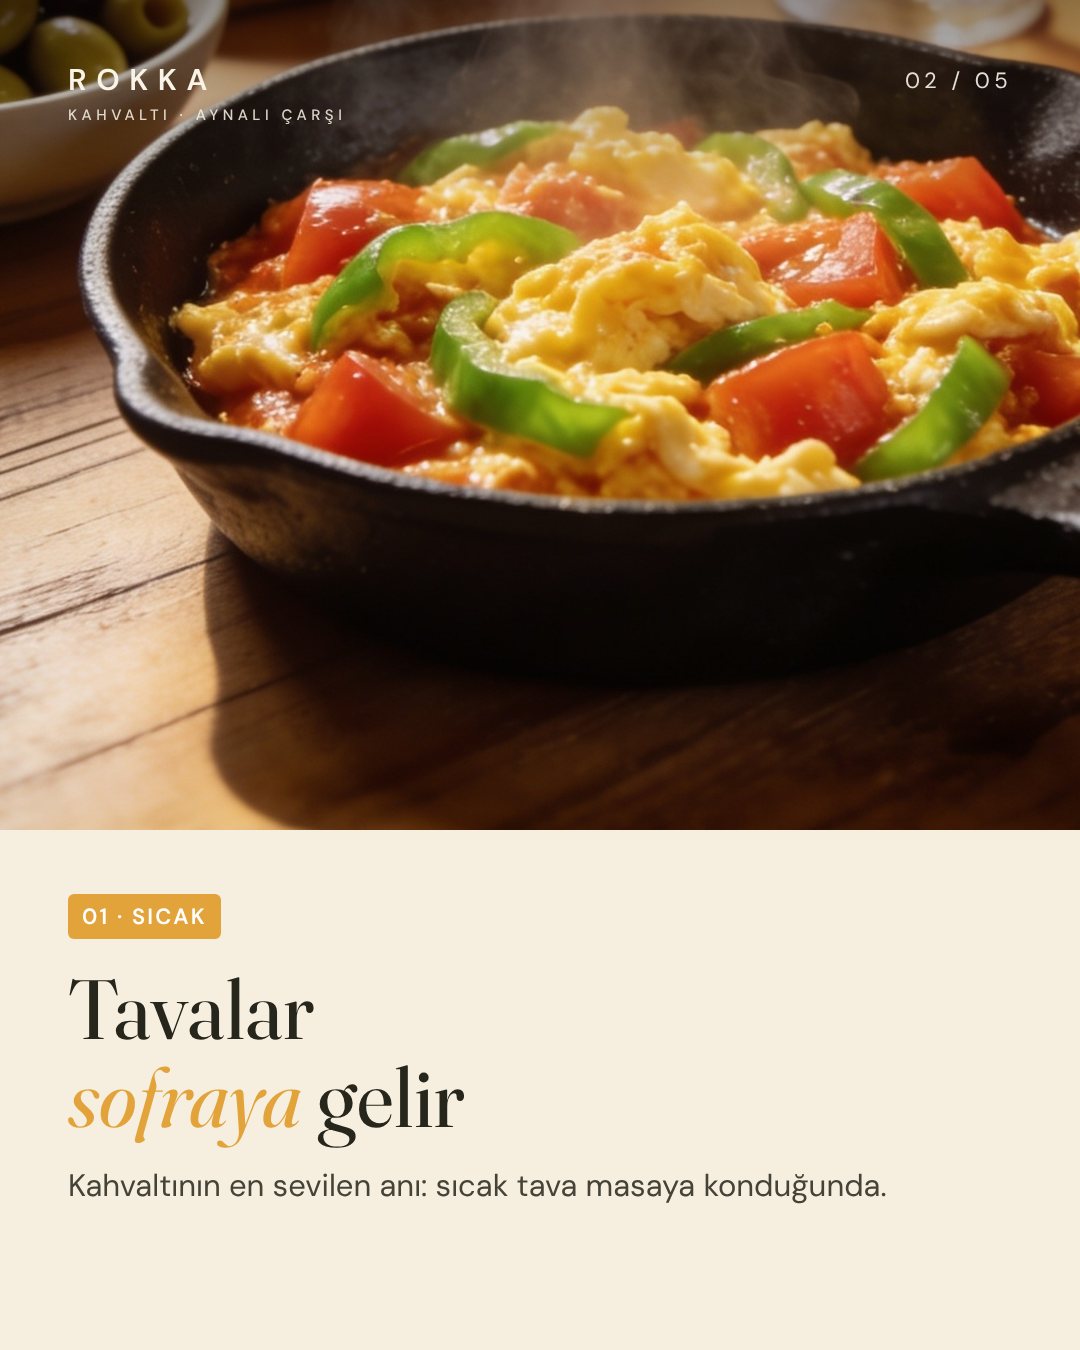 ROKKA
KAHVALTI · AYNALI ÇARŞI
02 / 05
01 · SICAK
Tavalar
sofraya gelir
Kahvaltının en sevilen anı: sıcak tava masaya konduğunda.